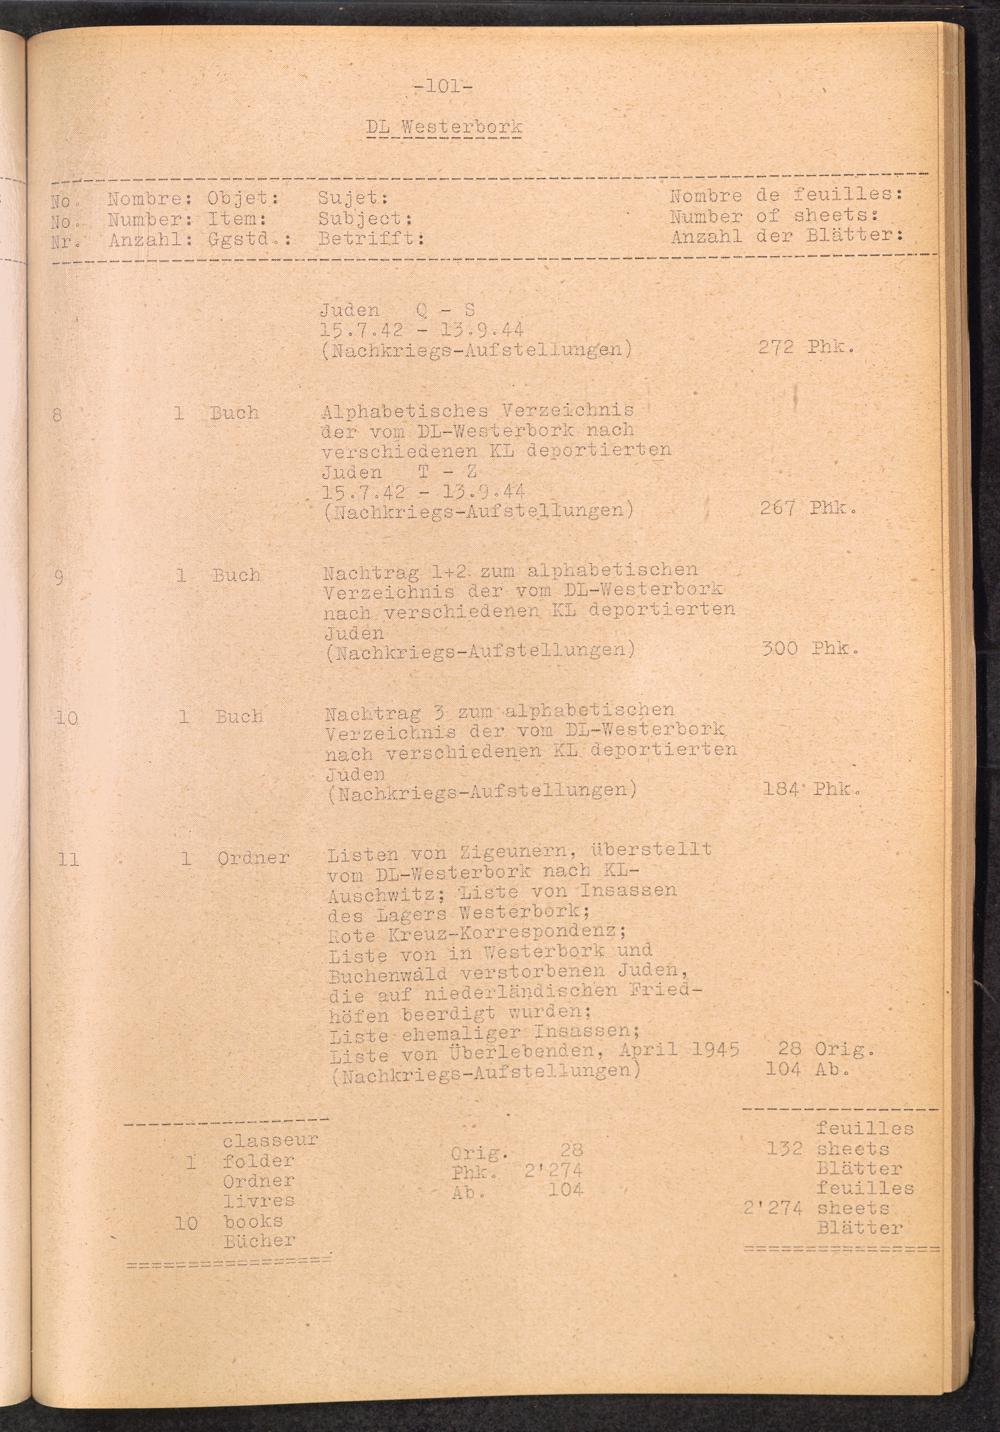 -101-
DL Westerbork
No. Nombre: Objet: Sujet: Nombre de feuilles:
No. Number: Item: Subject: Number of sheets:
Nr. Anzahl: Ggstd.: Betrifft: Anzahl der Blätter:
Juden Q - S
15.7.42 - 13.9.44
(Nachkriegs-Aufstellungen) 272 Phk.
8 1 Buch Alphabetisches Verzeichnis
der vom DL-Westerbork nach
verschiedenen KL deportierten
Juden T - Z
15.7.42 - 13.9.44
(Nachkriegs-Aufstellungen) 267 Phk.
9 1 Buch Nachtrag 1+2 zum alphabetischen
Verzeichnis der vom DL-Westerbork
nach verschiedenen KL deportierten
Juden
(Nachkriegs-Aufstellungen) 300 Phk.
10 1 Buch Nachtrag 3 zum alphabetischen
Verzeichnis der vom DL-Westerbork
nach verschiedenen KL deportierten
Juden
(Nachkriegs-Aufstellungen) 184 Phk.
11 1 Ordner Listen von Zigeunern, überstellt
vom DL-Westerbork nach KL-
Auschwitz; Liste von Insassen
des Lagers Westerbork;
Rote Kreuz-Korrespondenz;
Liste von in Westerbork und
Buchenwald verstorbenen Juden,
die auf niederländischen Fried-
höfen beerdigt wurden;
Liste ehemaliger Insassen;
Liste von Überlebenden, April 1945 28 Orig.
(Nachkriegs-Aufstellungen) 104 Ab.
classeur
1 folder
Ordner
livres
10 books
Bücher
Orig. 28
Phk. 2'274
Ab. 104
feuilles
132 sheets
Blätter
feuilles
2'274 sheets
Blätter